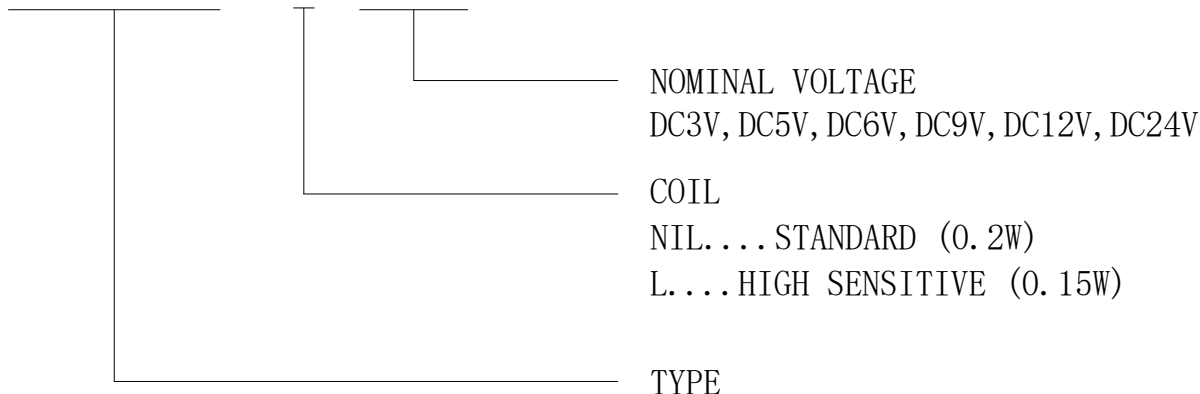 NOMINAL VOLTAGE
DC3V, DC5V, DC6V, DC9V, DC12V, DC24V
COIL
NIL....STANDARD (0.2W)
L....HIGH SENSITIVE (0.15W)
TYPE